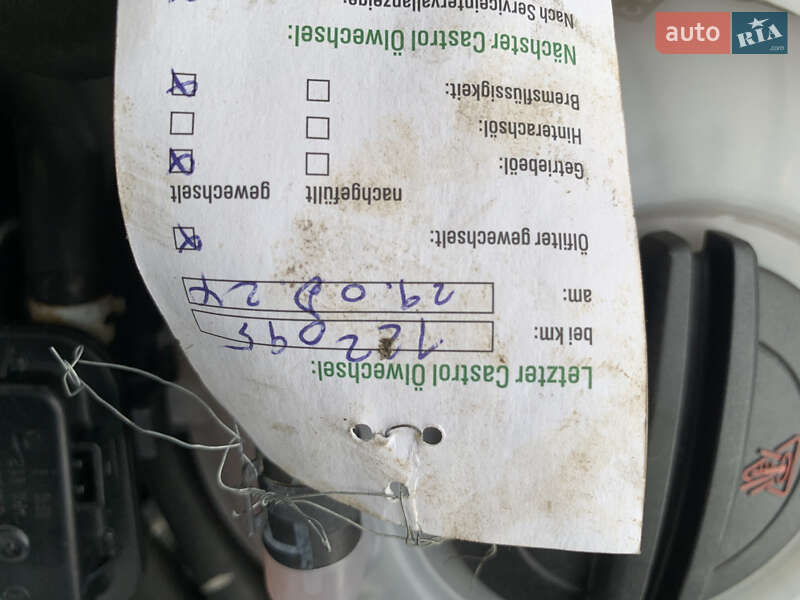 auto RIA .com
Letzter Castrol Ölwechsel:
bei km: 122095
am: 29.08 24
Ölfilter gewechselt:
nachgefüllt gewechselt
Getriebeöl:
Hinterachsöl:
Bremsflüssigkeit:
Nächster Castrol Ölwechsel:
Nach Serviceintervallanzeige: